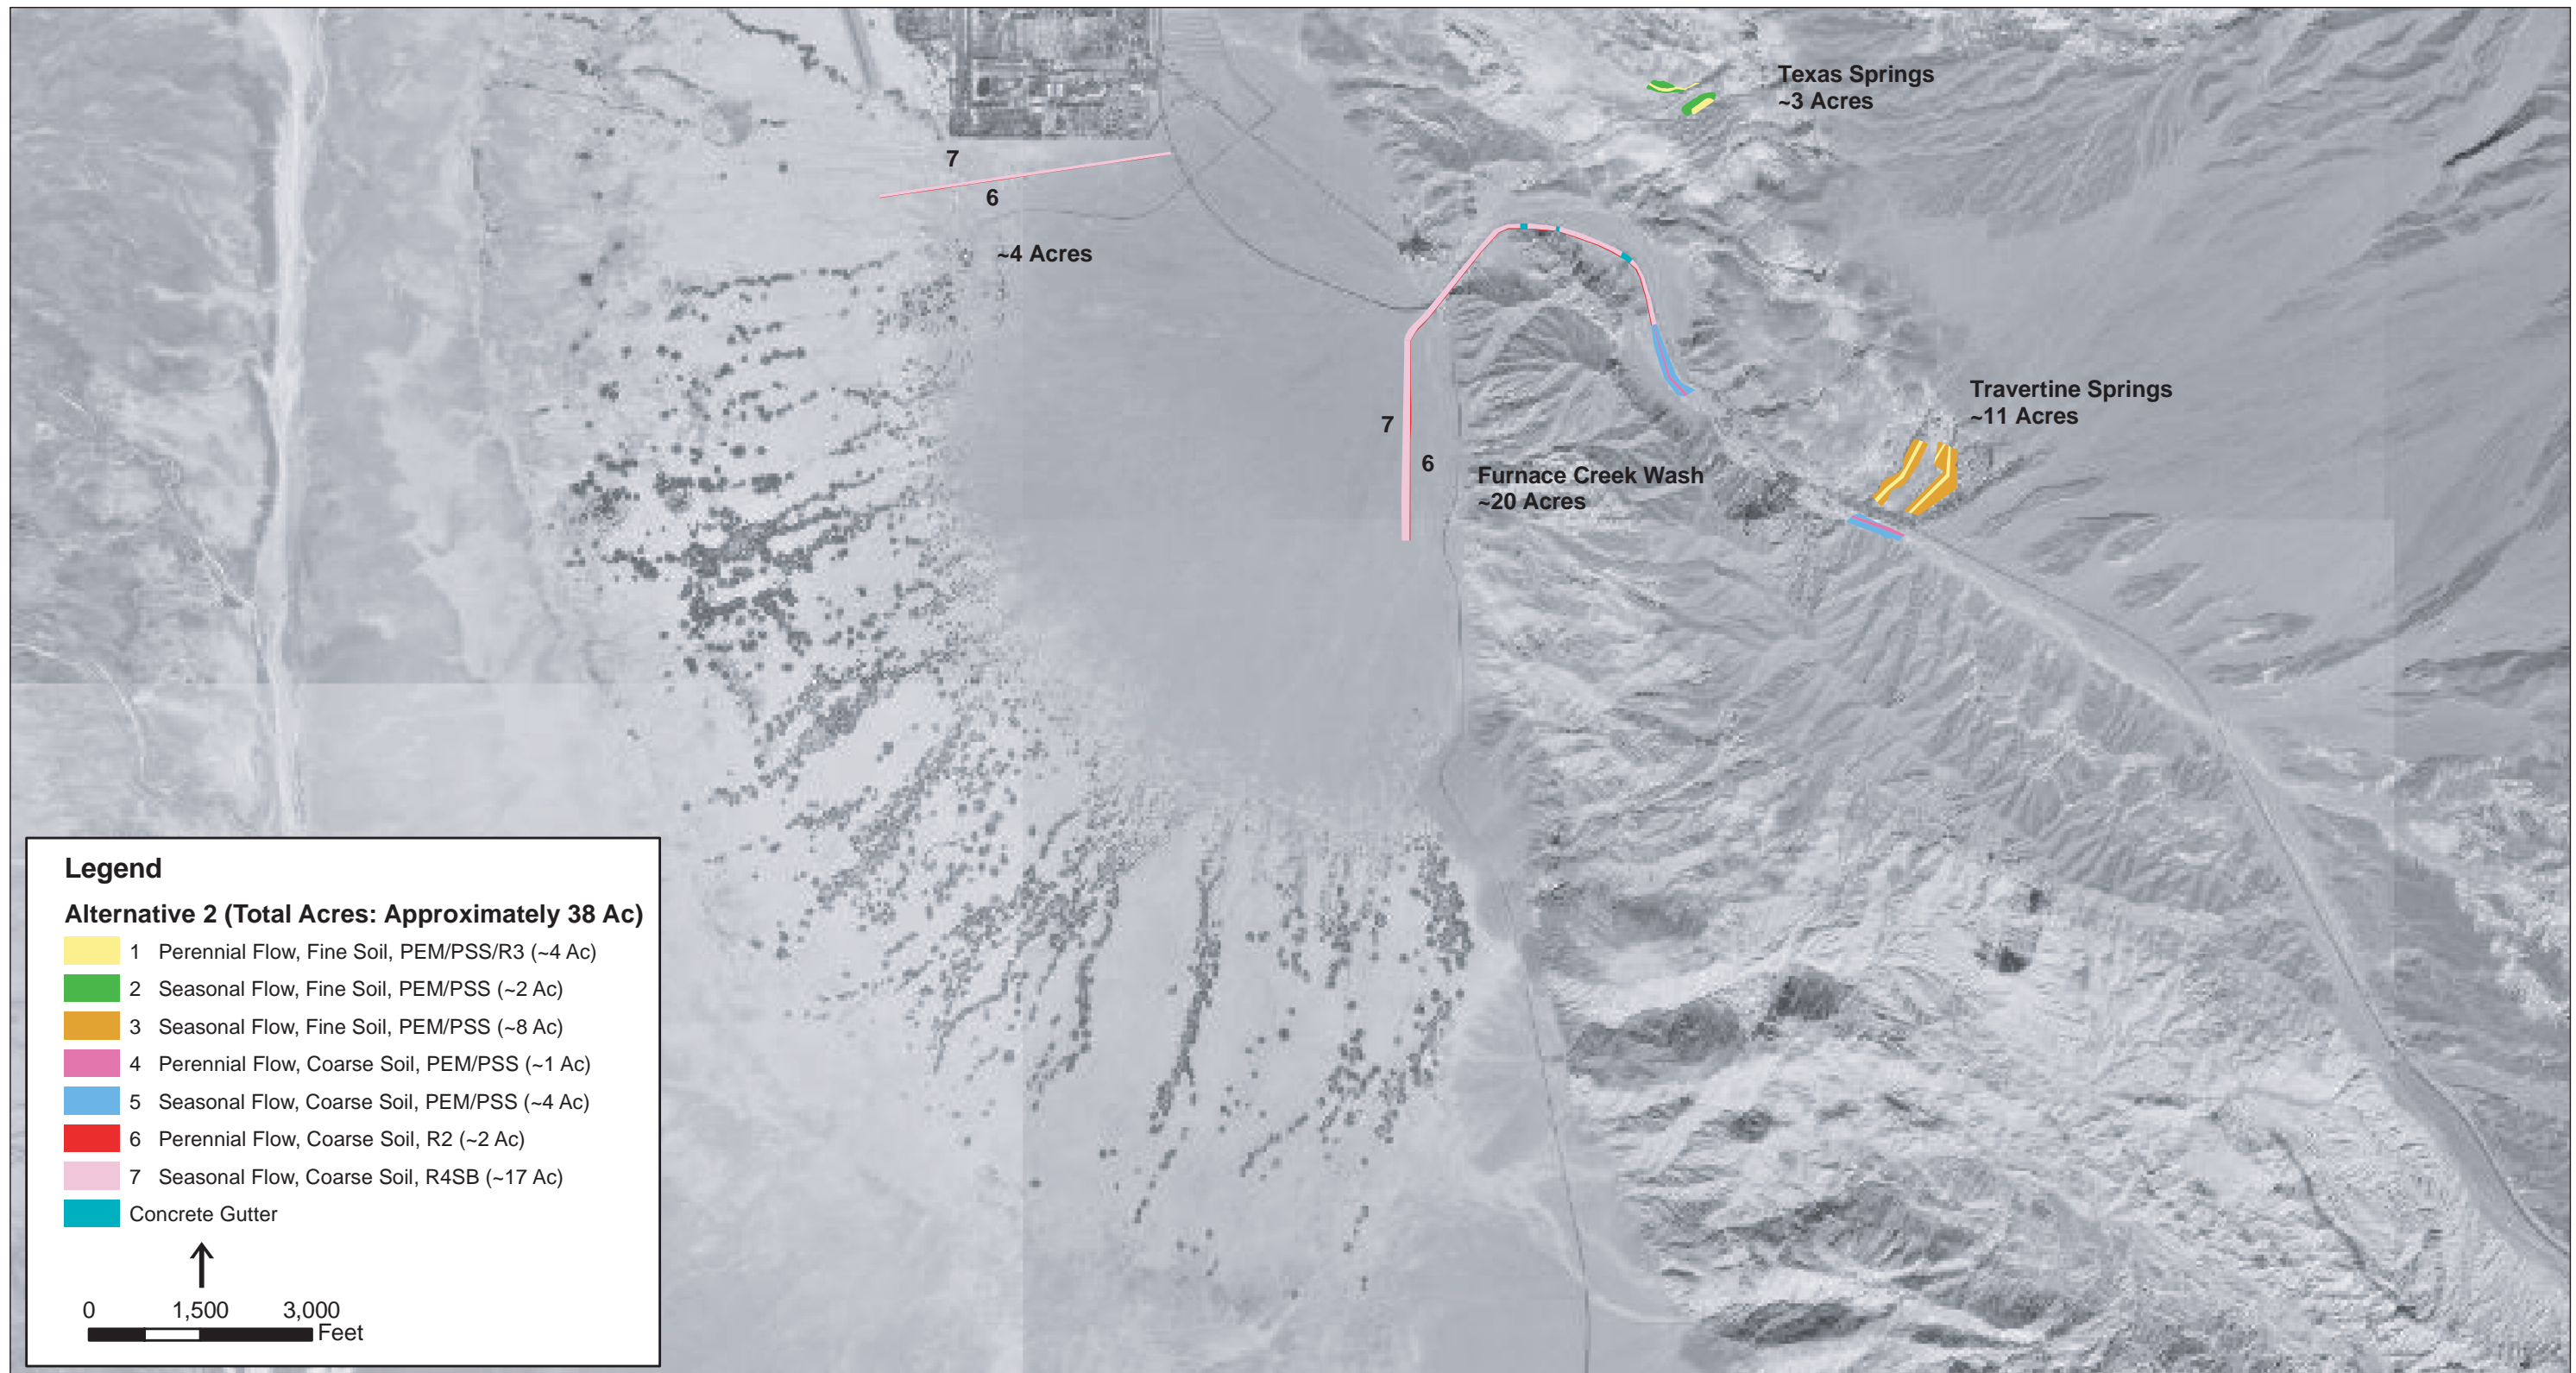 Texas Springs
~3 Acres
7
6
~4 Acres
Travertine Springs
~11 Acres
7
6
Furnace Creek Wash
~20 Acres
Legend
Alternative 2 (Total Acres: Approximately 38 Ac)
1 Perennial Flow, Fine Soil, PEM/PSS/R3 (~4 Ac)
2 Seasonal Flow, Fine Soil, PEM/PSS (~2 Ac)
3 Seasonal Flow, Fine Soil, PEM/PSS (~8 Ac)
4 Perennial Flow, Coarse Soil, PEM/PSS (~1 Ac)
5 Seasonal Flow, Coarse Soil, PEM/PSS (~4 Ac)
6 Perennial Flow, Coarse Soil, R2 (~2 Ac)
7 Seasonal Flow, Coarse Soil, R4SB (~17 Ac)
Concrete Gutter
0 1,500 3,000
Feet